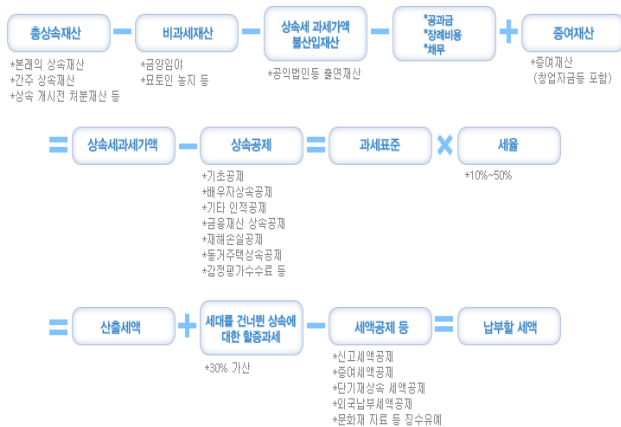 총상속재산 − 비과세재산 − 상속세 과세가액 불산입재산 − *공과금 *장례비용 *채무 + 증여재산
*본래의 상속재산
*간주 상속재산
*상속 개시전 처분재산 등
*금양임야
*묘토인 농지 등
*공익법인등 출연재산
*증여재산
(창업자금등 포함)
= 상속세과세가액 − 상속공제 = 과세표준 × 세율
*기초공제
*배우자상속공제
*기타 인적공제
*금융재산 상속공제
*재해손실공제
*동거주택상속공제
*감정평가수수료 등
*10%~50%
= 산출세액 + 세대를 건너뛴 상속에 대한 할증과세 − 세액공제 등 = 납부할 세액
*30% 가산
*신고세액공제
*증여세액공제
*단기재상속 세액공제
*외국납부세액공제
*문화재 자료 등 징수유예